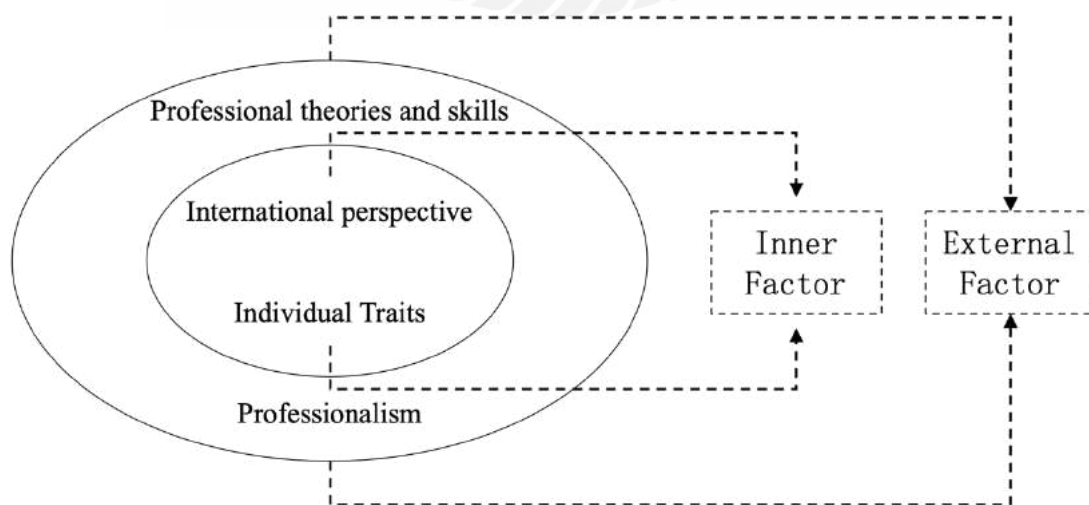 Professional theories and skills
International perspective
Individual Traits
Professionalism
Inner
Factor
External
Factor